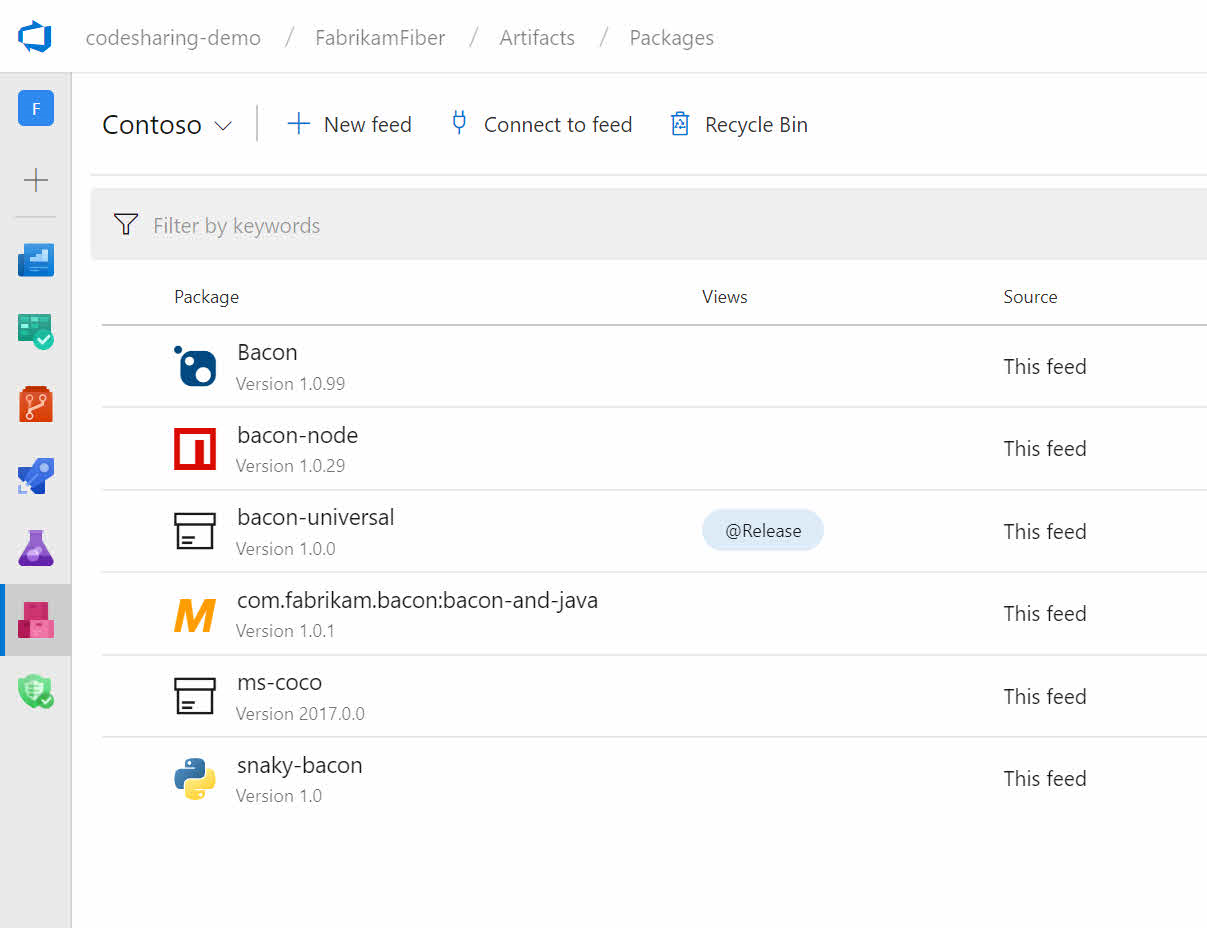 codesharing-demo / FabrikamFiber / Artifacts / Packages
F
Contoso
New feed
Connect to feed
Recycle Bin
Filter by keywords
Package Views Source
Bacon
Version 1.0.99
This feed
bacon-node
Version 1.0.29
This feed
bacon-universal
Version 1.0.0
@Release
This feed
com.fabrikam.bacon:bacon-and-java
Version 1.0.1
This feed
ms-coco
Version 2017.0.0
This feed
snaky-bacon
Version 1.0
This feed